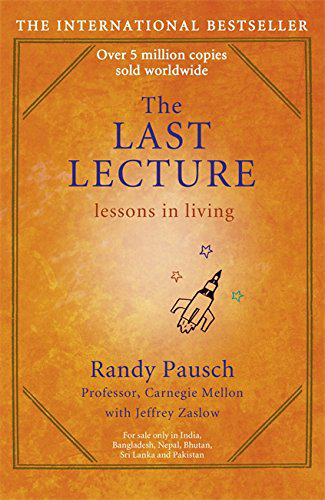 THE INTERNATIONAL BESTSELLER
Over 5 million copies
sold worldwide
The
LAST
LECTURE
lessons in living
Randy Pausch
Professor, Carnegie Mellon
with Jeffrey Zaslow
For sale only in India,
Bangladesh, Nepal, Bhutan,
Sri Lanka and Pakistan